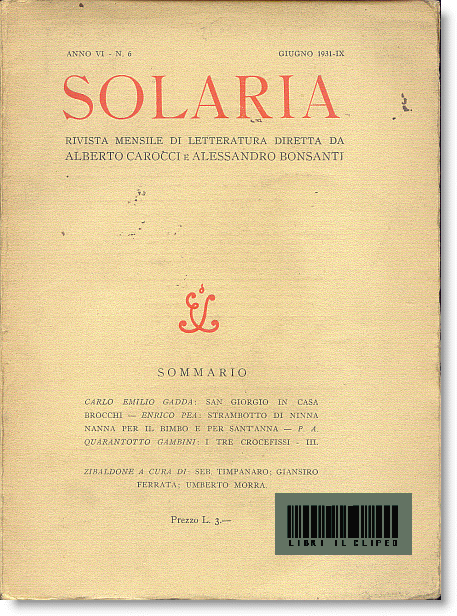 ANNO VI - N. 6
GIUGNO 1931-IX
SOLARIA
RIVISTA MENSILE DI LETTERATURA DIRETTA DA
ALBERTO CAROCCI E ALESSANDRO BONSANTI
SOMMARIO
CARLO EMILIO GADDA: SAN GIORGIO IN CASA
BROCCHI — ENRICO PEA: STRAMBOTTO DI NINNA
NANNA PER IL BIMBO E PER SANT'ANNA — P. A.
QUARANTOTTO GAMBINI: I TRE CROCEFISSI - III.
ZIBALDONE A CURA DI: SEB. TIMPANARO; GIANSIRO
FERRATA; UMBERTO MORRA.
Prezzo L. 3.—
LIBRI IL CLIPEO